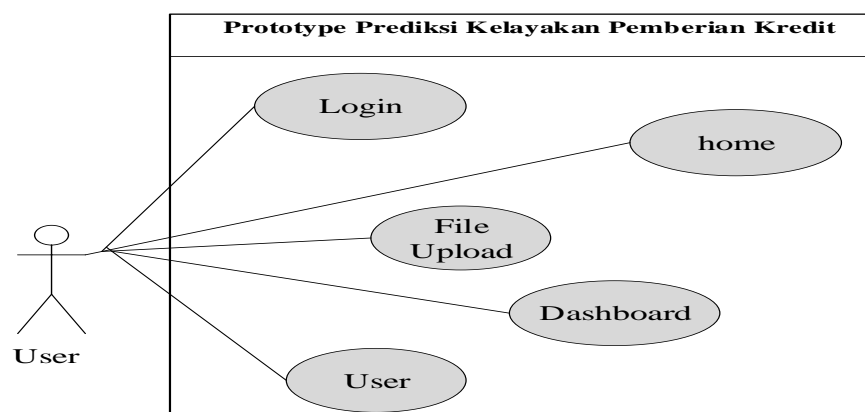 Prototype Prediksi Kelayakan Pemberian Kredit
Login
home
File
Upload
Dashboard
User
User